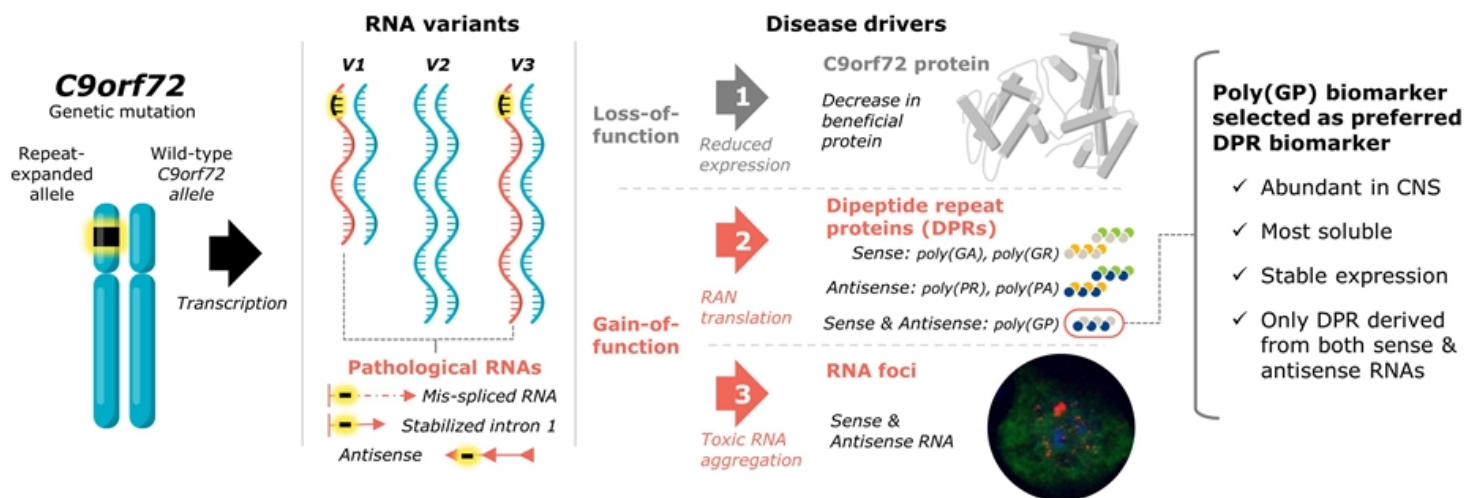 C9orf72
Genetic mutation
Repeat-
expanded
allele
Wild-type
C9orf72
allele
Transcription
RNA variants
V1
V2
V3
Pathological RNAs
Mis-spliced RNA
Stabilized intron 1
Antisense
Disease drivers
Loss-of-
function
1
Reduced
expression
C9orf72 protein
Decrease in
beneficial
protein
Gain-of-
function
2
RAN
translation
Dipeptide repeat
proteins (DPRs)
Sense: poly(GA), poly(GR)
Antisense: poly(PR), poly(PA)
Sense & Antisense: poly(GP)
3
Toxic RNA
aggregation
RNA foci
Sense &
Antisense RNA
Poly(GP) biomarker
selected as preferred
DPR biomarker
✓ Abundant in CNS
✓ Most soluble
✓ Stable expression
✓ Only DPR derived
from both sense &
antisense RNAs